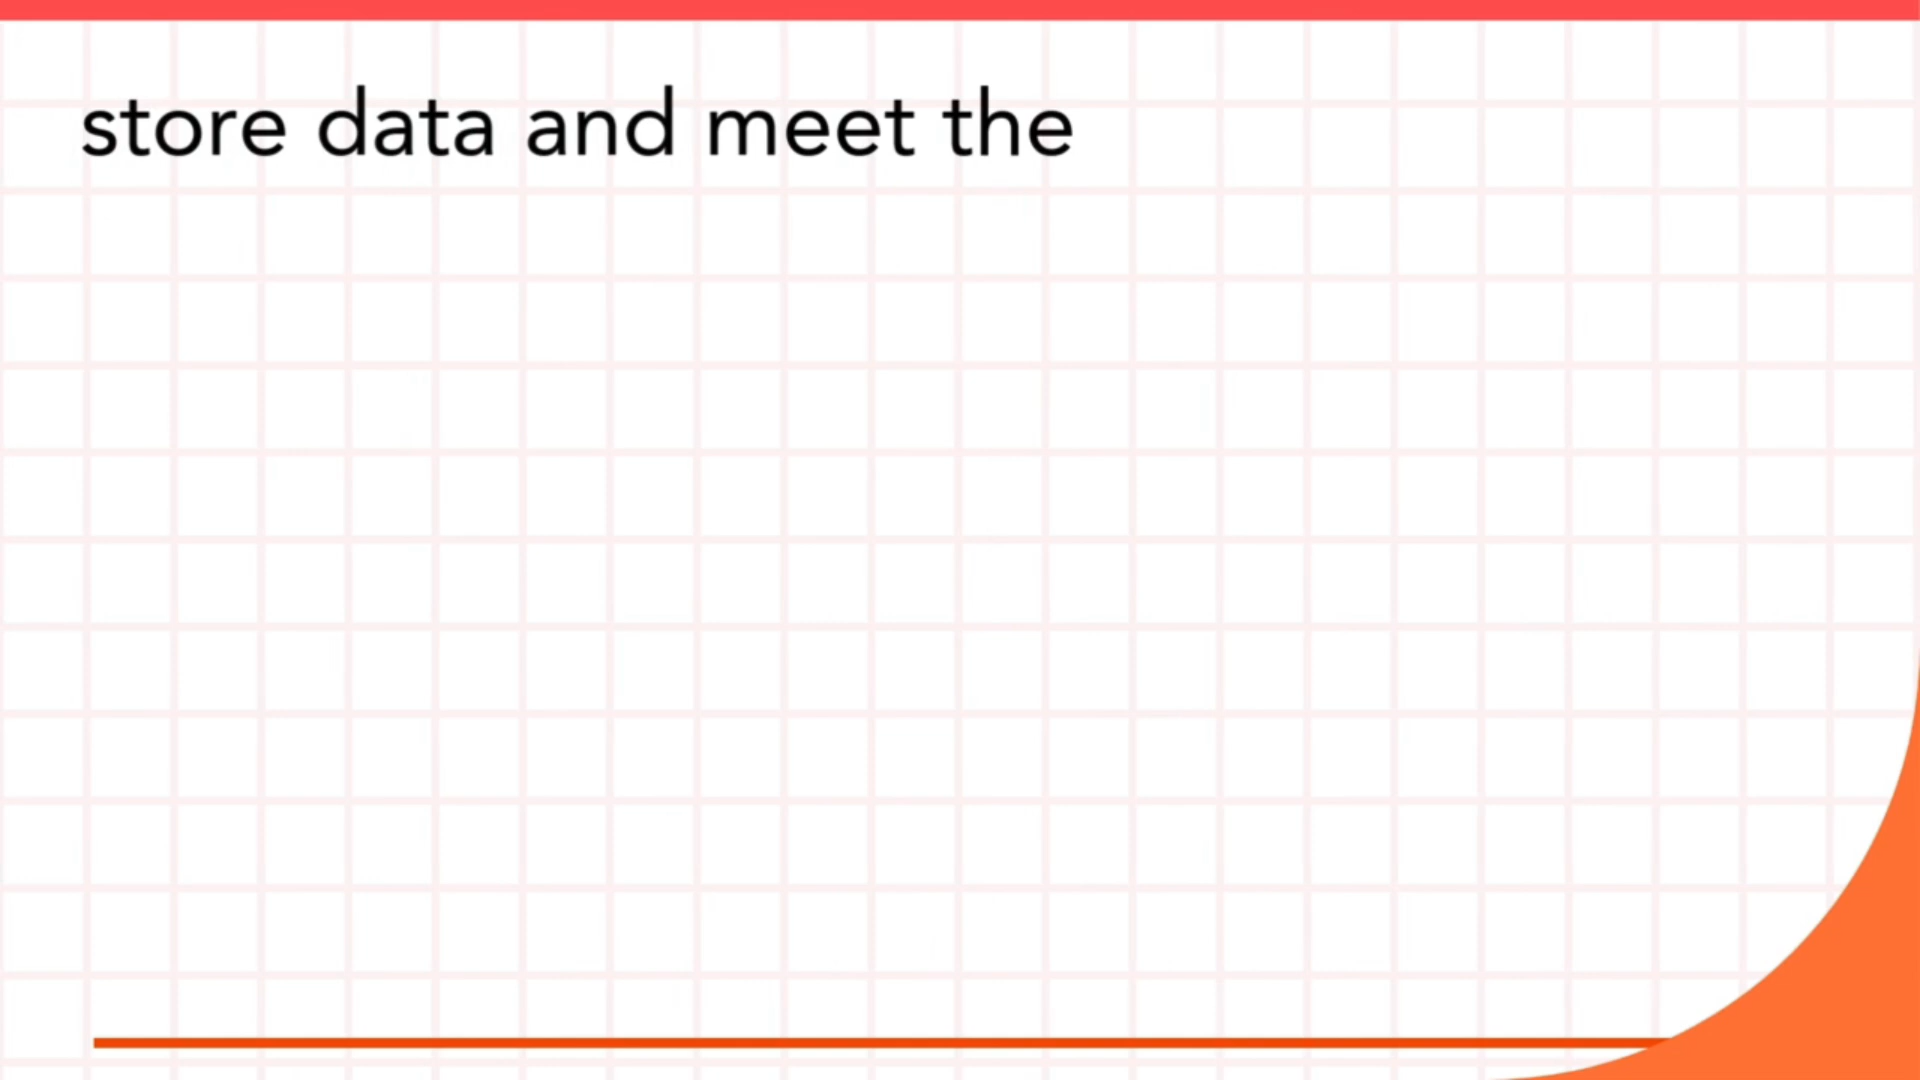 store data and meet the